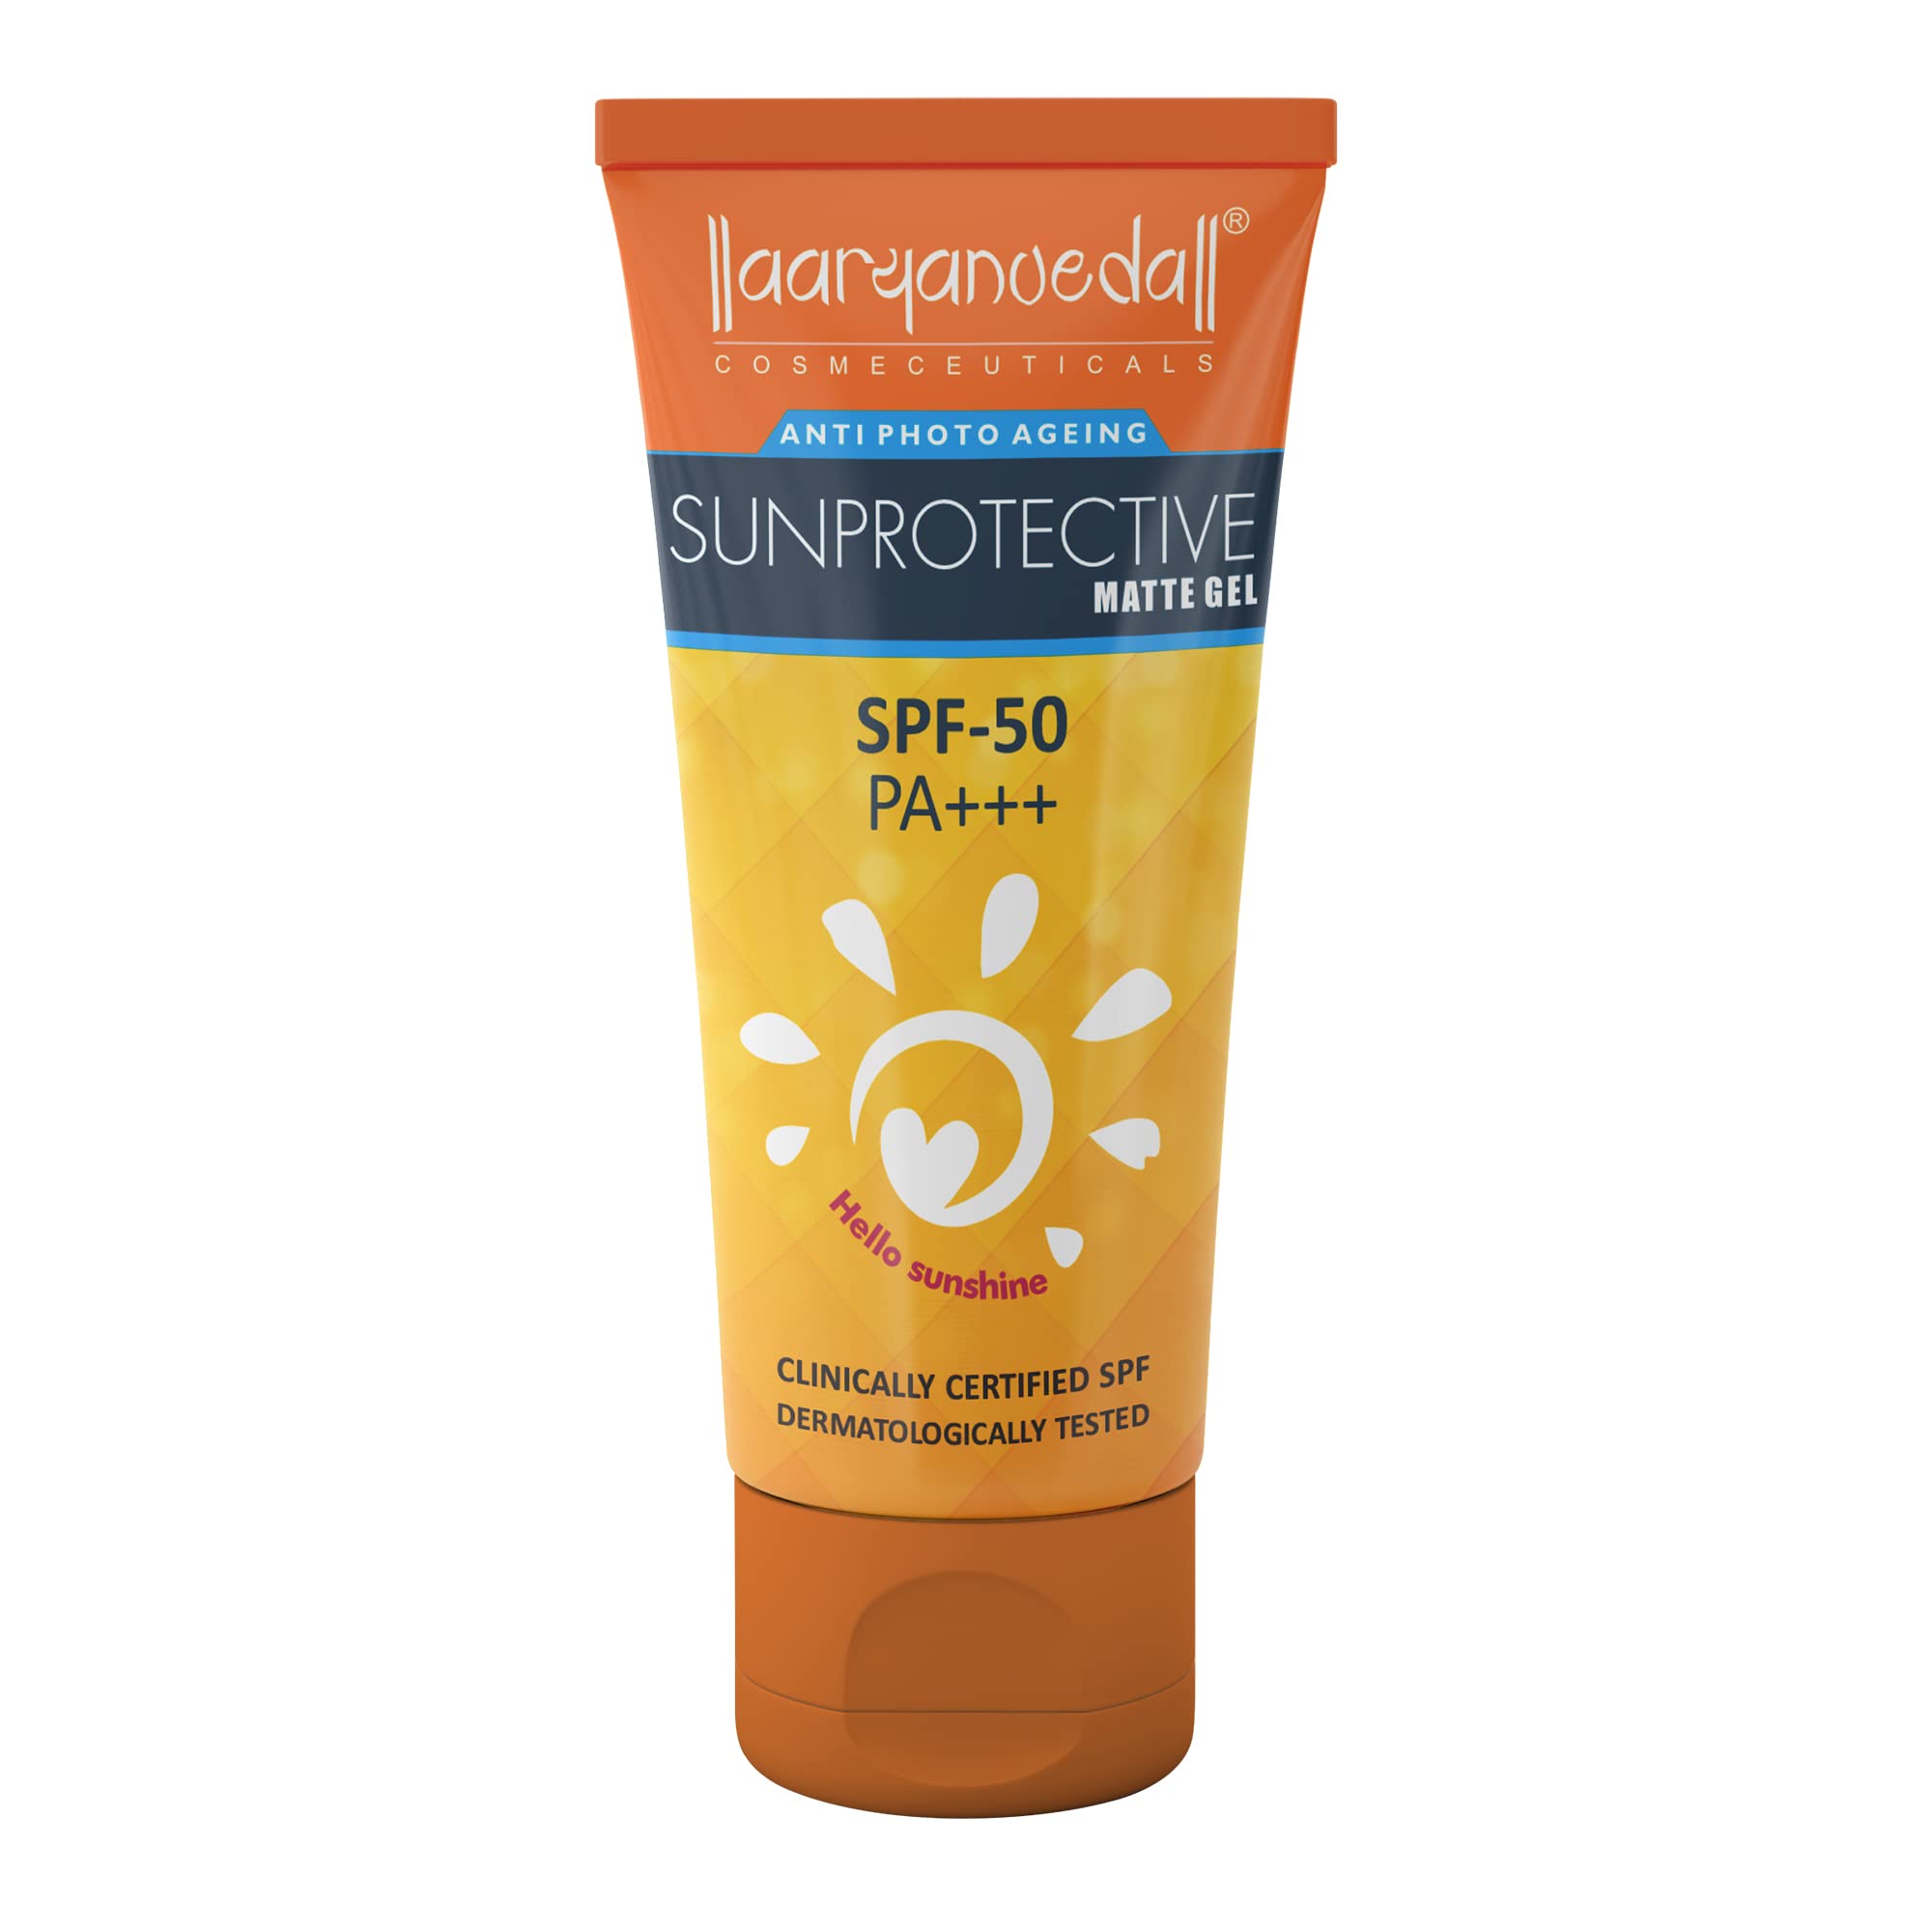 ||aaryanveda||®
COSMECEUTICALS
ANTI PHOTO AGEING
SUNPROTECTIVE
MATTE GEL
SPF-50
PA+++
Hello sunshine
CLINICALLY CERTIFIED SPF
DERMATOLOGICALLY TESTED